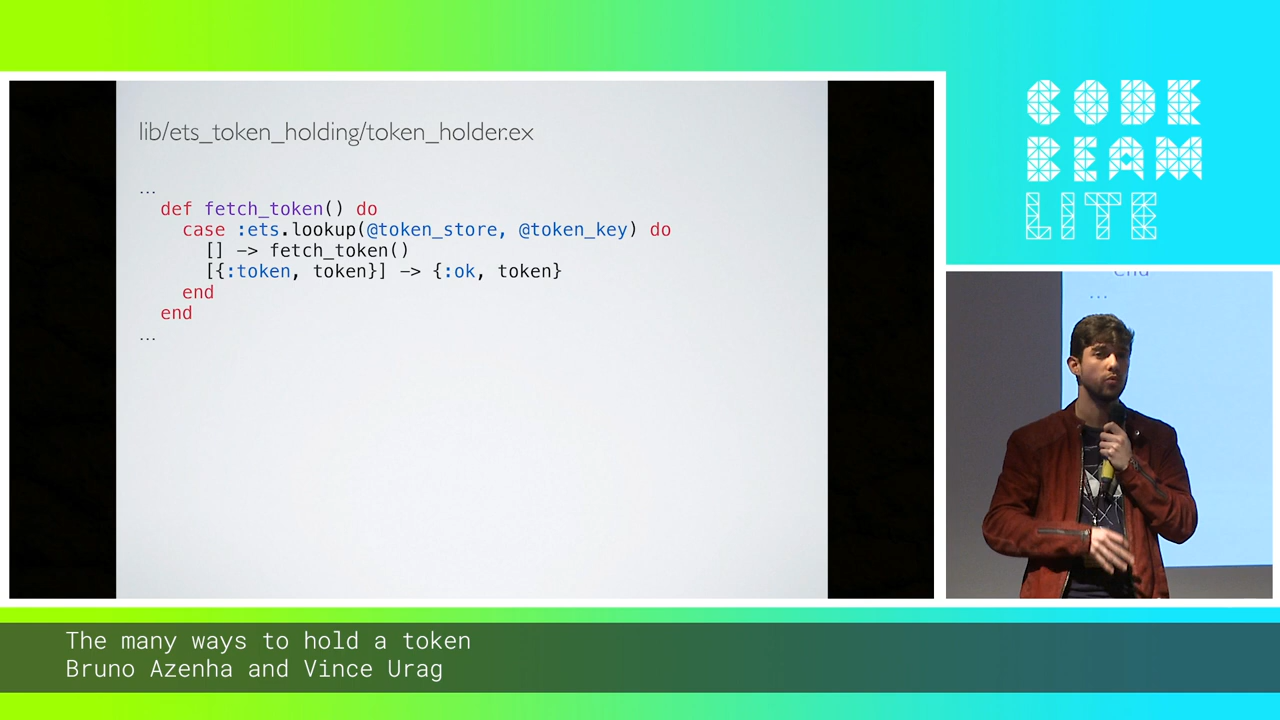 lib/ets_token_holding/token_holder.ex
...
def fetch_token() do
case :ets.lookup(@token_store, @token_key) do
[] -> fetch_token()
[{:token, token}] -> {:ok, token}
end
end
...
CODE
BEAM
LITE
end
...
The many ways to hold a token
Bruno Azenha and Vince Urag